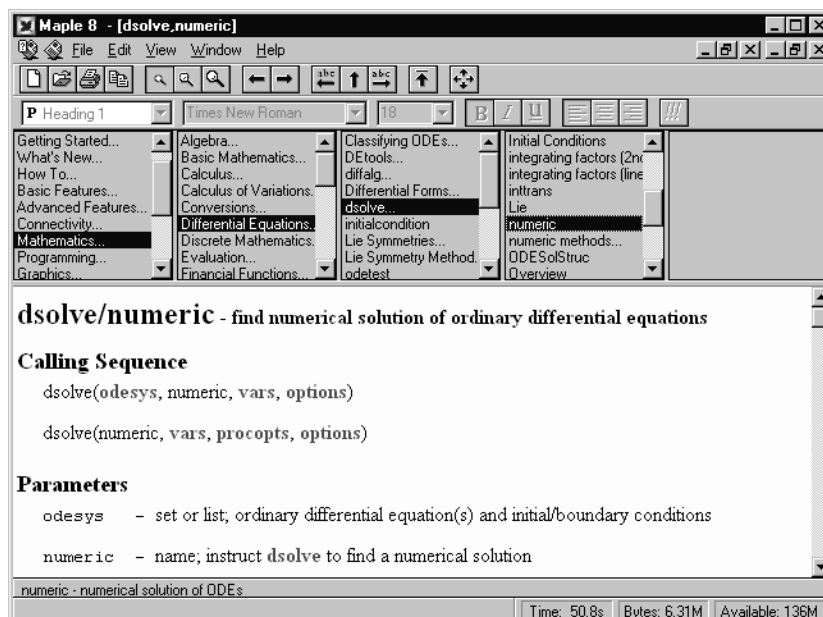 Maple 8 - [dsolve,numeric]
File Edit View Window Help
abc abc
P Heading 1 Times New Roman 18 B I U
Getting Started...
What's New...
How To...
Basic Features...
Advanced Features...
Connectivity...
Mathematics...
Programming...
Graphics...
Algebra...
Basic Mathematics...
Calculus...
Calculus of Variations.
Conversions...
Differential Equations..
Discrete Mathematics.
Evaluation...
Financial Functions...
Classifying ODEs...
DEtools...
diffalg...
Differential Forms...
dsolve...
initialcondition
Lie Symmetries...
Lie Symmetry Method.
odetest
Initial Conditions
integrating factors (2nd
integrating factors (line
inttrans
Lie
numeric
numeric methods...
ODESolStruc
Overview
dsolve/numeric - find numerical solution of ordinary differential equations
Calling Sequence
dsolve(odesys, numeric, vars, options)
dsolve(numeric, vars, procopts, options)
Parameters
odesys – set or list; ordinary differential equation(s) and initial/boundary conditions
numeric – name; instruct dsolve to find a numerical solution
numeric - numerical solution of ODEs
Time: 50.8s Bytes: 6.31M Available: 136M